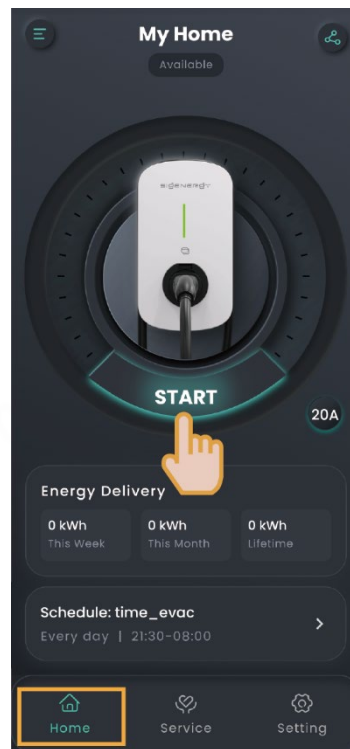 My Home
Available
SIGENERGY
START
20A
Energy Delivery
0 kWh
This Week
0 kWh
This Month
0 kWh
Lifetime
Schedule: time_evac
Every day | 21:30-08:00
Home
Service
Setting